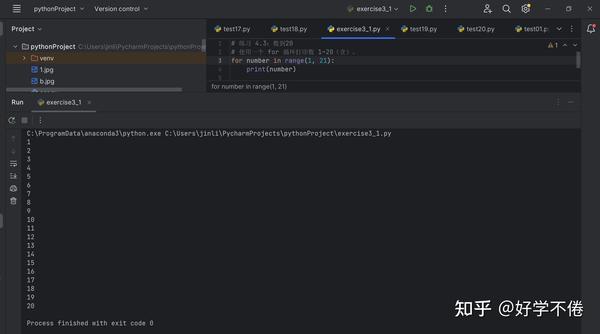 pythonProject Version control exercise3_1.py
Project
pythonProject C:\Users\jinli\PycharmProjects\pythonProje
venv
1.jpg
b.jpg
test17.py test18.py exercise3_1.py test19.py test20.py test01.p
1
# 练习 4.3：数到20
2
# 使用一个 for 循环打印数 1~20（含）。
3
for number in range(1, 21):
4
print(number)
5
1
for number in range(1, 21)
Run exercise3_1.py
C:\ProgramData\anaconda3\python.exe C:\Users\jinli\PycharmProjects\pythonProject\exercise3_1.py
1
2
3
4
5
6
7
8
9
10
11
12
13
14
15
16
17
18
19
20
Process finished with exit code 0
知乎 @好学不倦